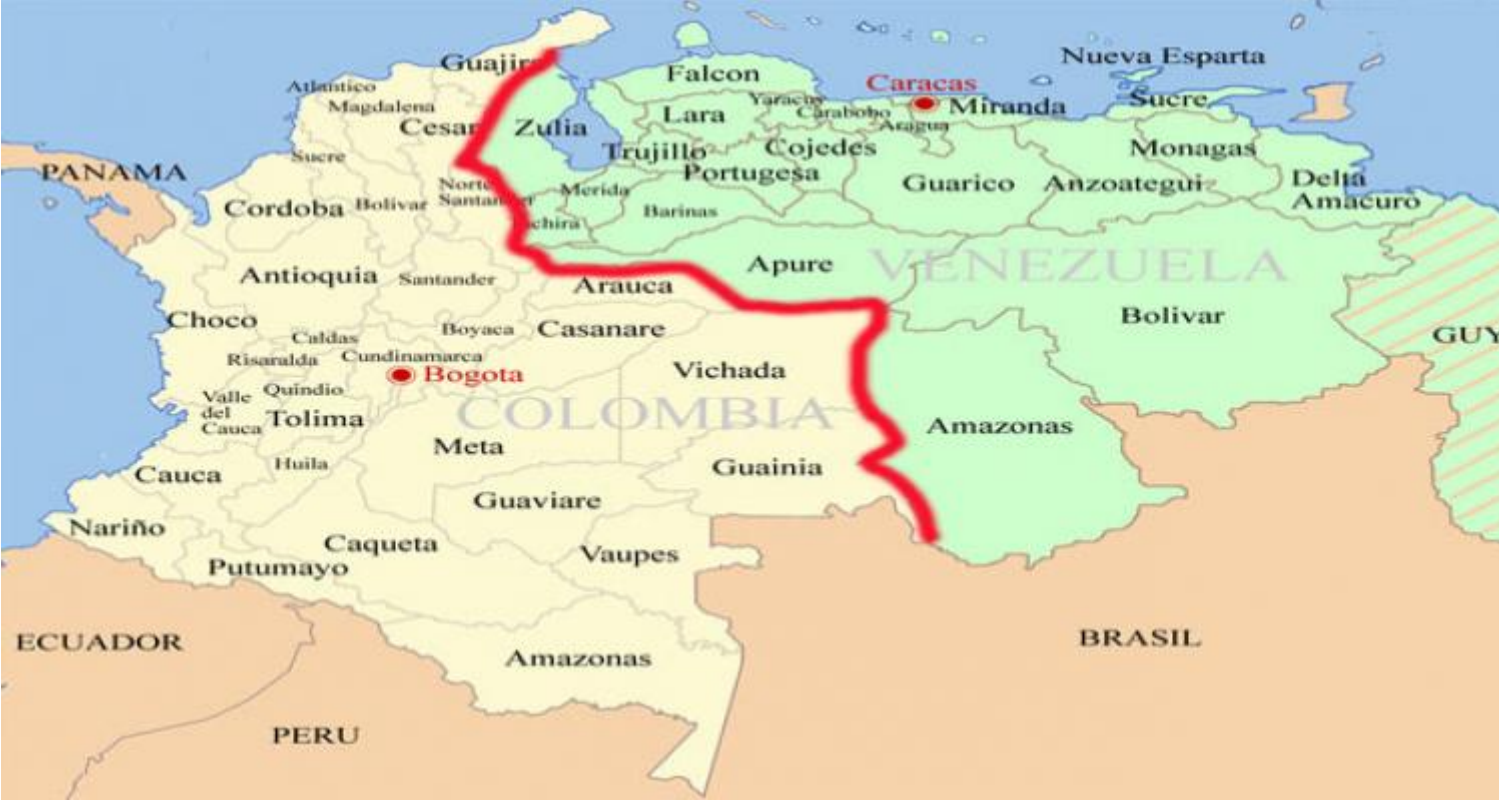 Nueva Esparta
Guajir
Falcon
Caracas
Atlantico
Magdalena
Yaracuy
Miranda
Sucre
Cesar
Zulia
Lara
Carabobo
Aragua
Sucre
Trujillo
Cojedes
Monagas
PANAMA
Portugesa
Norte
Santander
Merida
Guarico
Anzoategui
Delta
Amacuro
Cordoba
Bolivar
Barinas
chira
Antioquia
Santander
Arauca
Apure
VENEZUELA
Choco
Boyaca
Casanare
Bolivar
Caldas
GUY
Risaralda
Cundinamarca
Bogota
Vichada
Valle
del
Cauca
Quindio
Tolima
COLOMBIA
Amazonas
Meta
Huila
Guainia
Cauca
Guaviare
Nariño
Caqueta
Vaupes
Putumayo
ECUADOR
Amazonas
BRASIL
PERU